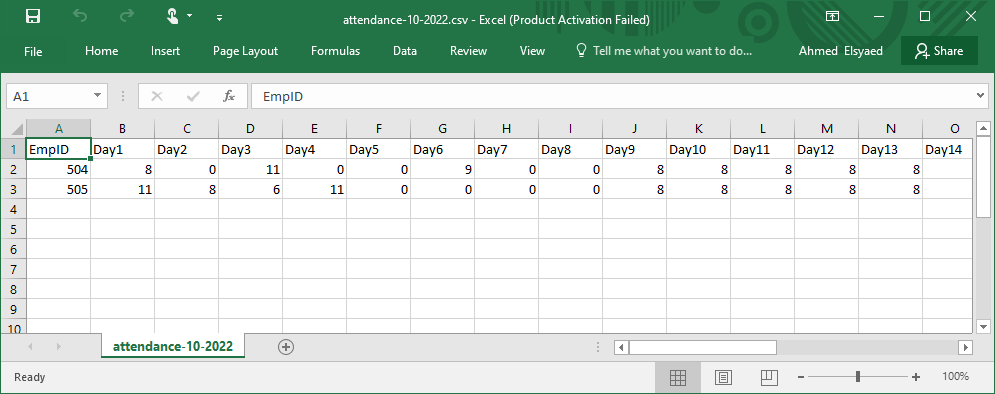 attendance-10-2022.csv - Excel (Product Activation Failed)
File Home Insert Page Layout Formulas Data Review View Tell me what you want to do... Ahmed Elsyaed Share
A1 fx EmpID
A B C D E F G H I J K L M N O
1 EmpID Day1 Day2 Day3 Day4 Day5 Day6 Day7 Day8 Day9 Day10 Day11 Day12 Day13 Day14
2 504 8 0 11 0 0 9 0 0 8 8 8 8 8
3 505 11 8 6 11 0 0 0 0 8 8 8 8 8
4
5
6
7
8
9
10
attendance-10-2022
Ready 100%